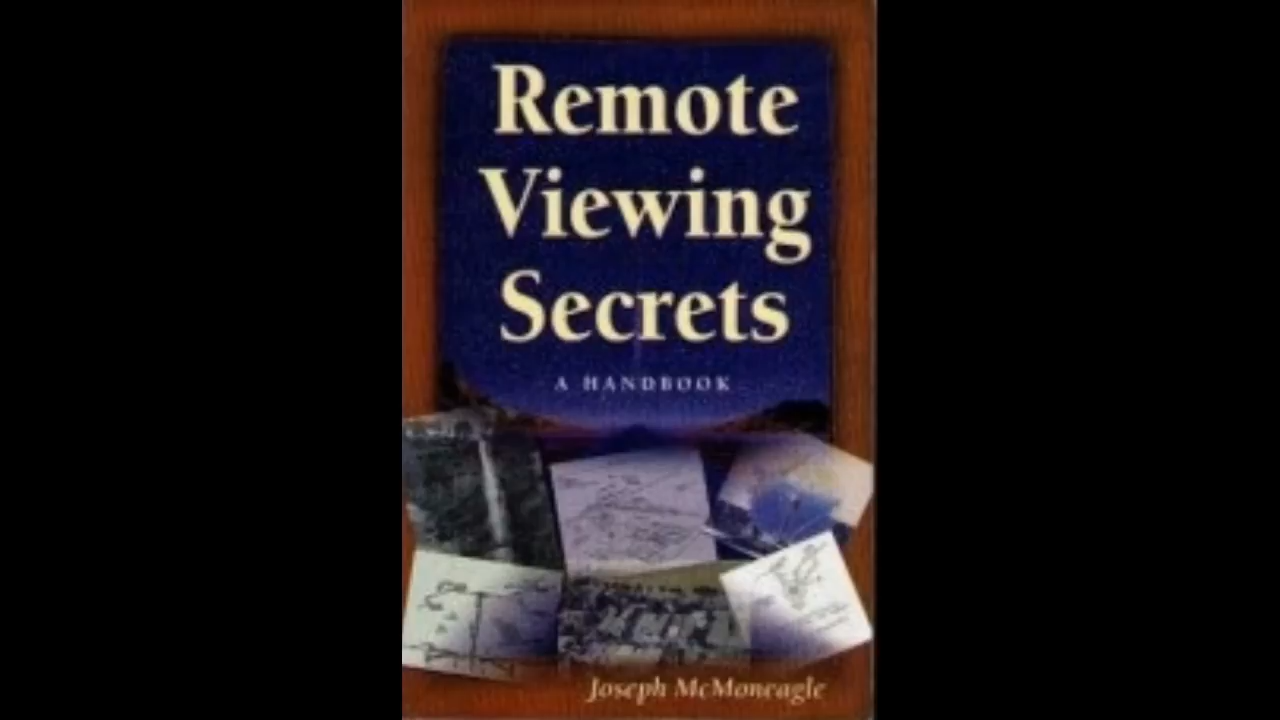 Remote
Viewing
Secrets
A HANDBOOK
Joseph McMoneagle